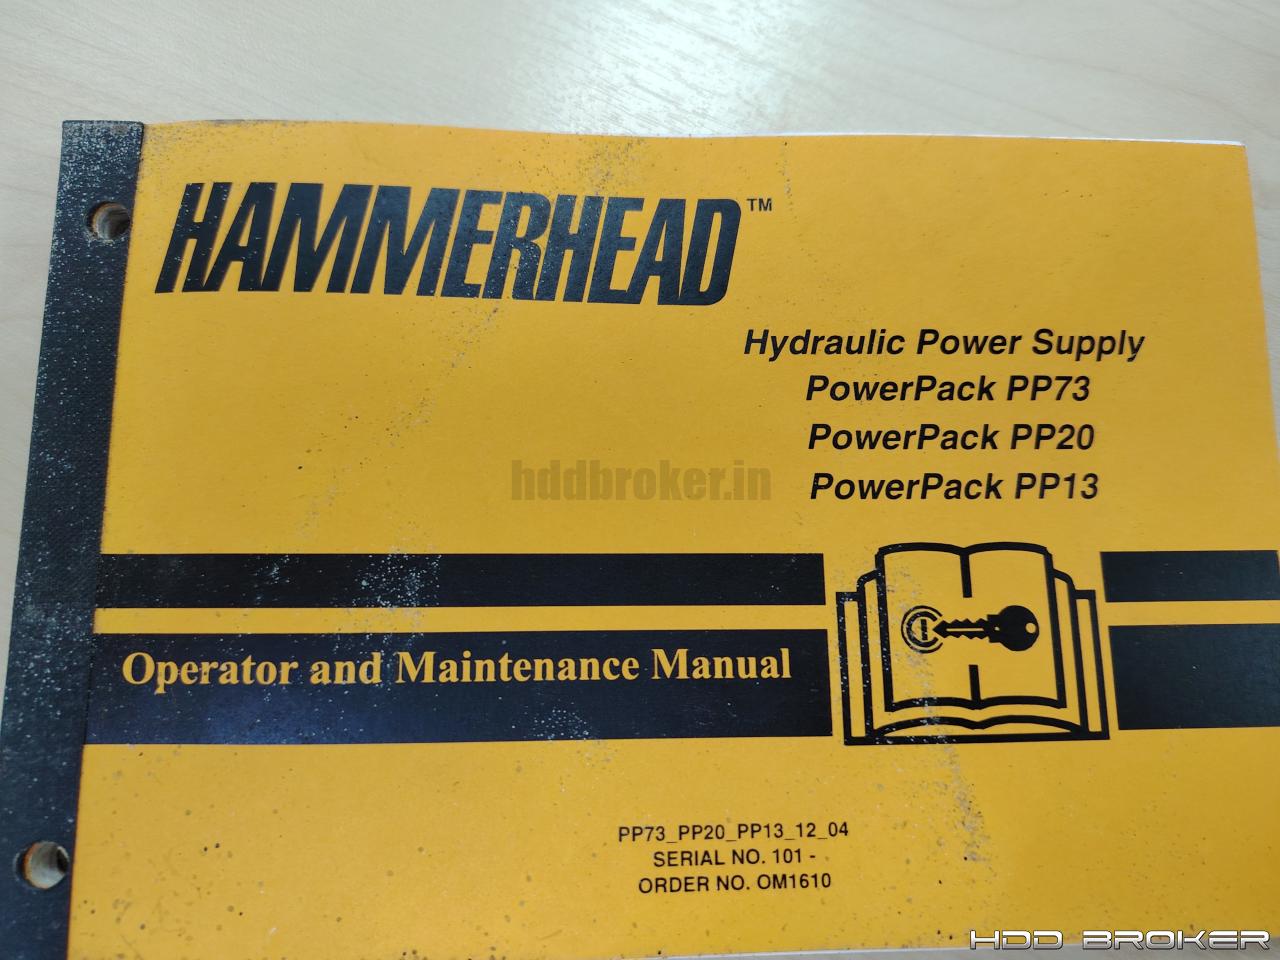 HAMMERHEAD™
Hydraulic Power Supply
PowerPack PP73
PowerPack PP20
PowerPack PP13
hddbroker.in
Operator and Maintenance Manual
PP73_PP20_PP13_12_04
SERIAL NO. 101 -
ORDER NO. OM1610
HDD BROKER